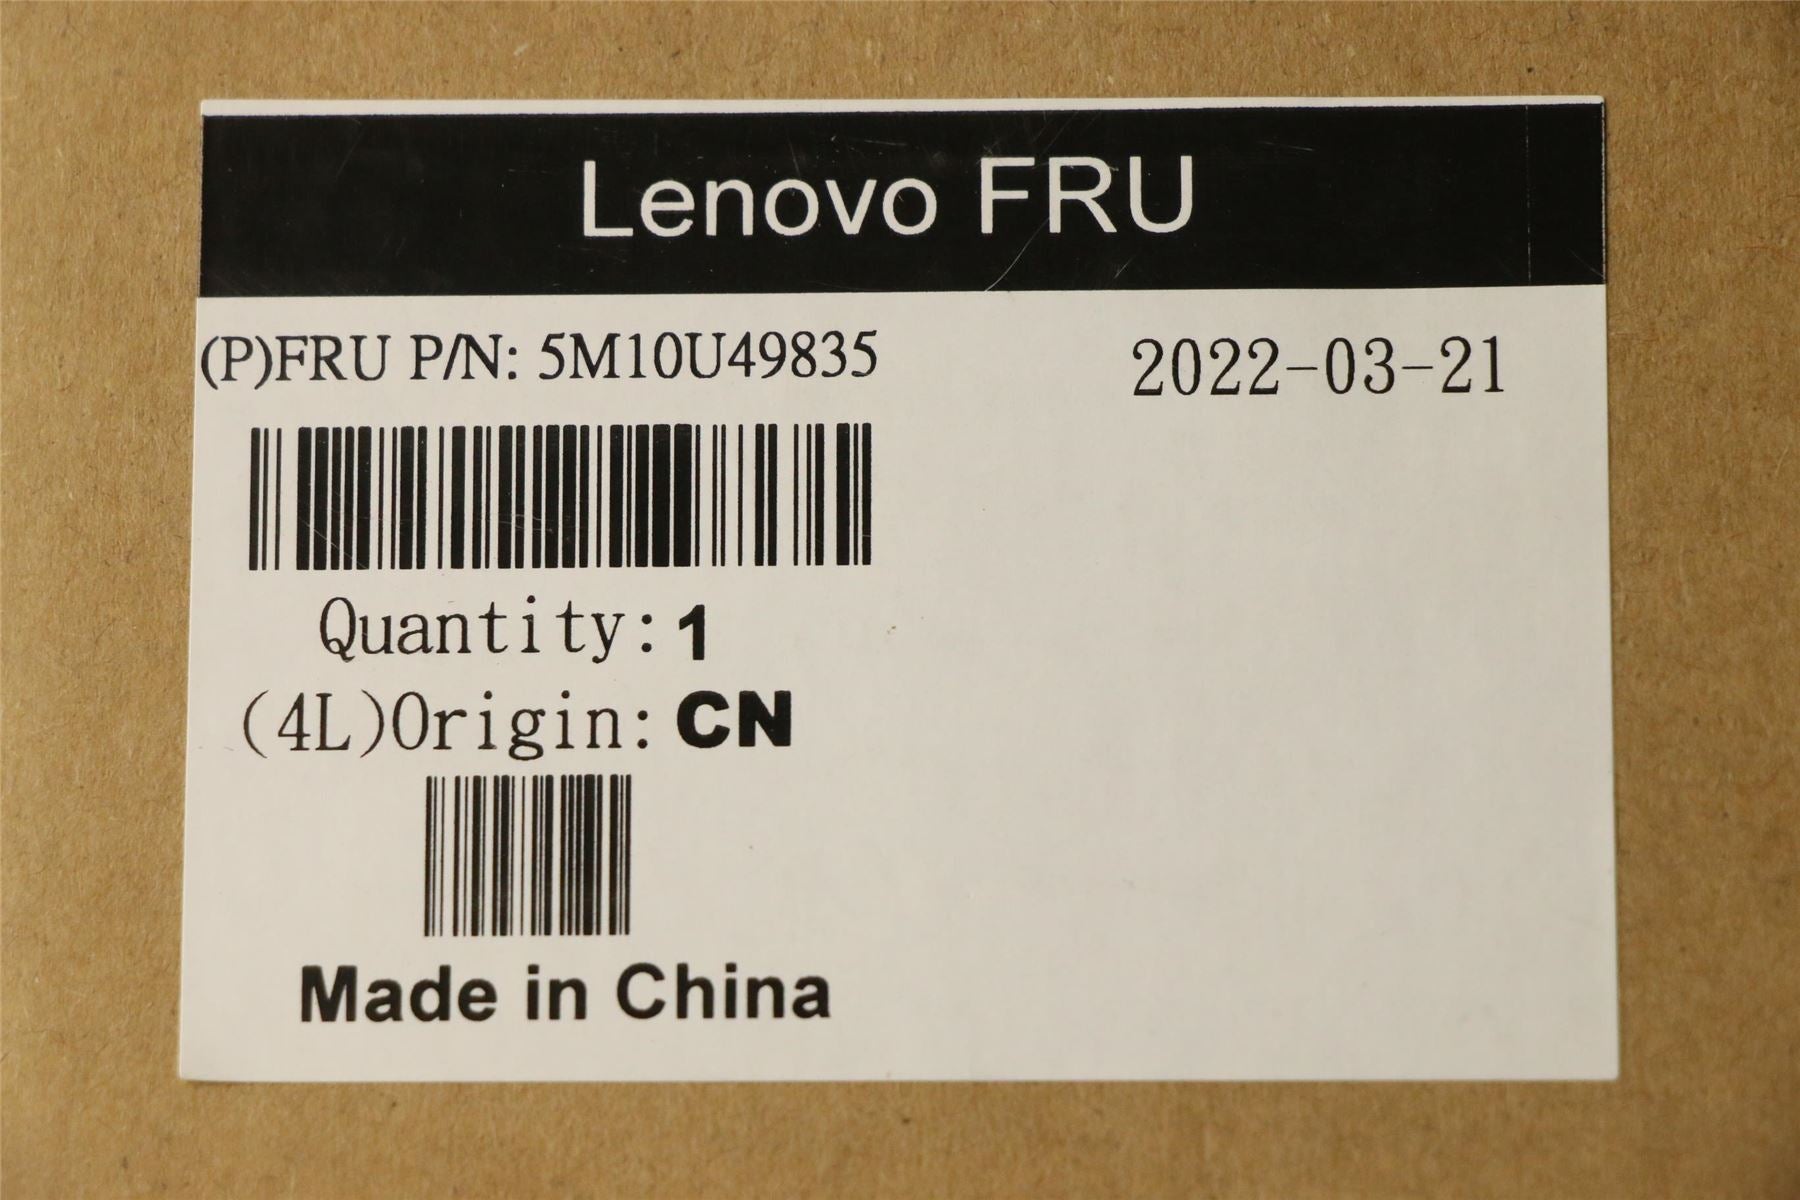 Lenovo FRU
(P)FRU P/N: 5M10U49835 2022-03-21
Quantity:1
(4L)Origin:CN
Made in China